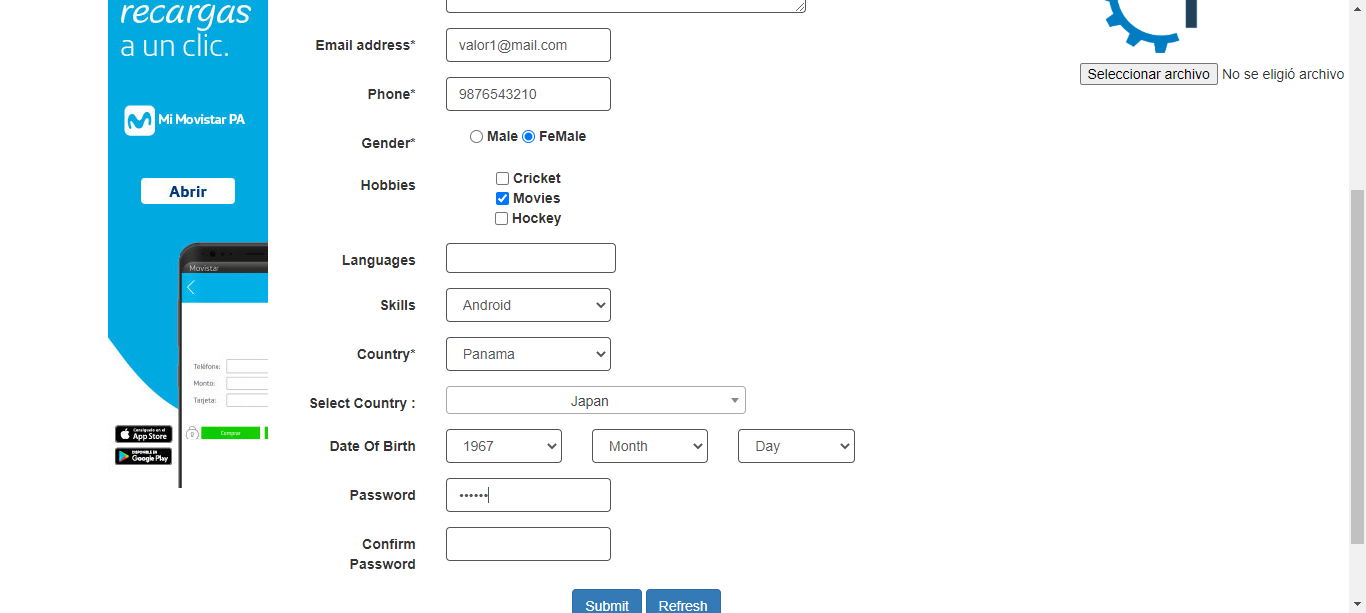 recargas
a un clic.
Mi Movistar PA
Abrir
Movistar
Teléfono:
Monto:
Tarjeta:
Comprar
Consíguelo en el
App Store
DISPONIBLE EN
Google Play
Email address*
valor1@mail.com
Phone*
9876543210
Gender*
Male
FeMale
Hobbies
Cricket
Movies
Hockey
Languages
Skills
Android
Country*
Panama
Select Country :
Japan
Date Of Birth
1967
Month
Day
Password
••••••
Confirm
Password
Submit
Refresh
Seleccionar archivo
No se eligió archivo